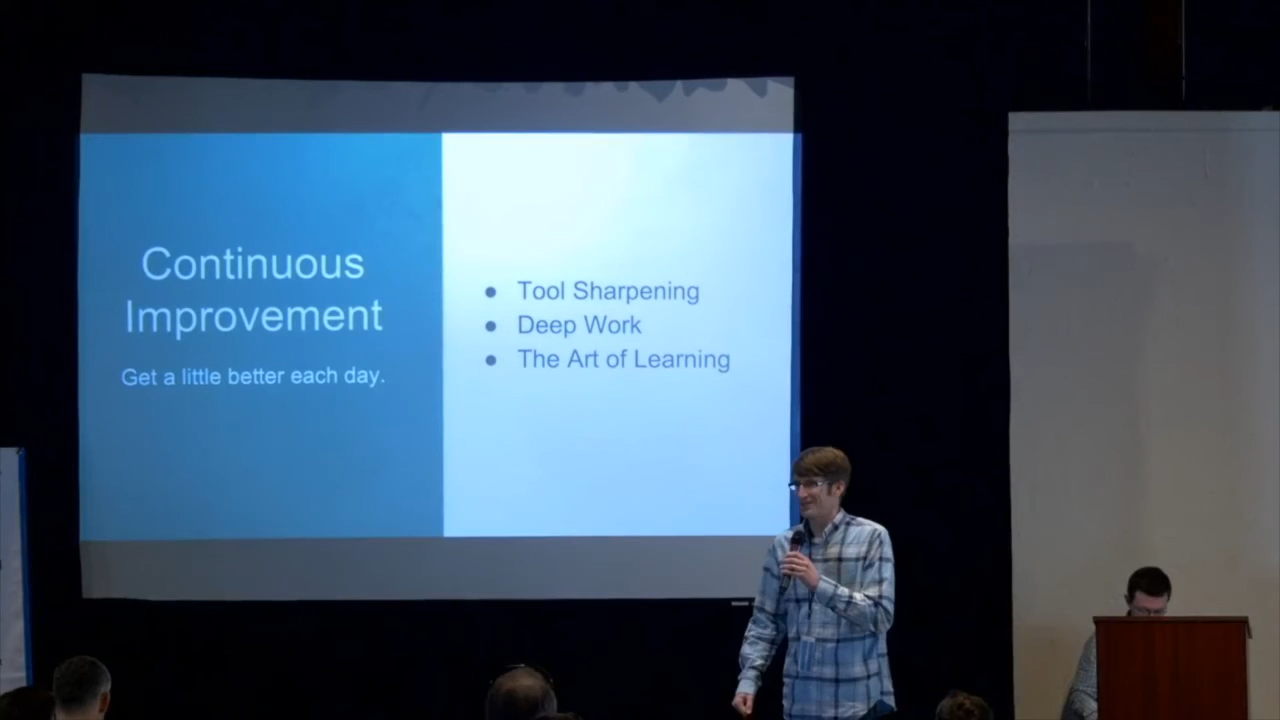 Continuous
Improvement
Get a little better each day.
● Tool Sharpening
● Deep Work
● The Art of Learning